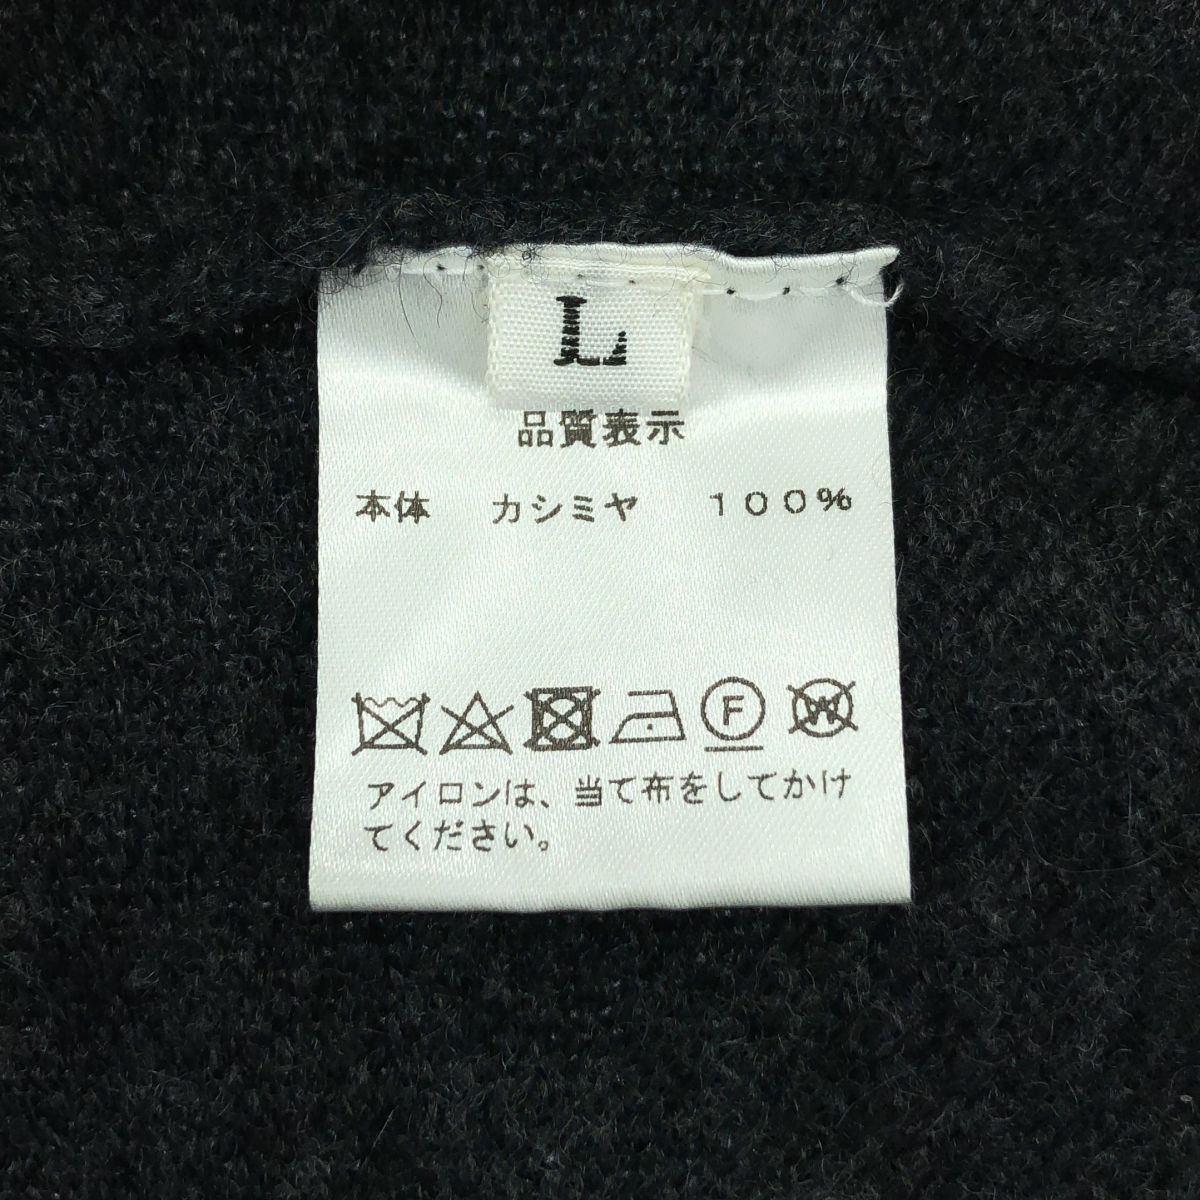 L
品質表示
本体 カシミヤ 100%
F W
アイロンは、当て布をしてかけ
てください。